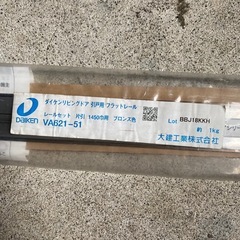 DAIKEN
ダイケンリビングドア 引戸用 フラットレール
レールセット 片引 1450巾用 ブロンズ色
VA621-51
Lot BBJ18KKH
約 1kg
大建工業株式会社